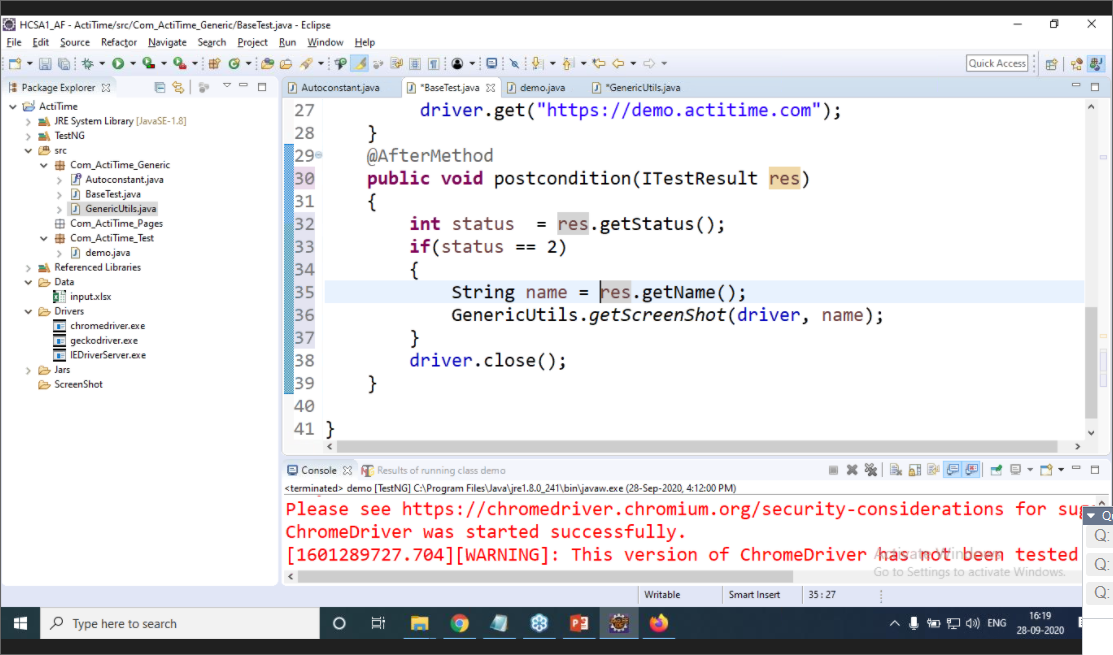 HCSA1_AF - ActiTime/src/Com_ActiTime_Generic/BaseTest.java - Eclipse
File Edit Source Refactor Navigate Search Project Run Window Help
Quick Access
Package Explorer
Autoconstant.java *BaseTest.java demo.java *GenericUtils.java
ActiTime
JRE System Library [JavaSE-1.8]
TestNG
src
Com_ActiTime_Generic
Autoconstant.java
BaseTest.java
GenericUtils.java
Com_ActiTime_Pages
Com_ActiTime_Test
demo.java
Referenced Libraries
Data
input.xlsx
Drivers
chromedriver.exe
geckodriver.exe
IEDriverServer.exe
Jars
ScreenShot
27 driver.get("https://demo.actitime.com");
28 }
29 @AfterMethod
30 public void postcondition(ITestResult res)
31 {
32 int status  = res.getStatus();
33 if(status == 2)
34 {
35 String name = res.getName();
36 GenericUtils.getScreenShot(driver, name);
37 }
38 driver.close();
39 }
40
41 }
Console Results of running class demo
<terminated> demo [TestNG] C:\Program Files\Java\jre1.8.0_241\bin\javaw.exe (28-Sep-2020, 4:12:00 PM)
Please see https://chromedriver.chromium.org/security-considerations for sug
ChromeDriver was started successfully.
[1601289727.704][WARNING]: This version of ChromeDriver has not been tested
Activate Windows
Go to Settings to activate Windows.
Q:
Q:
Q:
Writable Smart Insert 35 : 27
Type here to search
ENG
16:19
28-09-2020